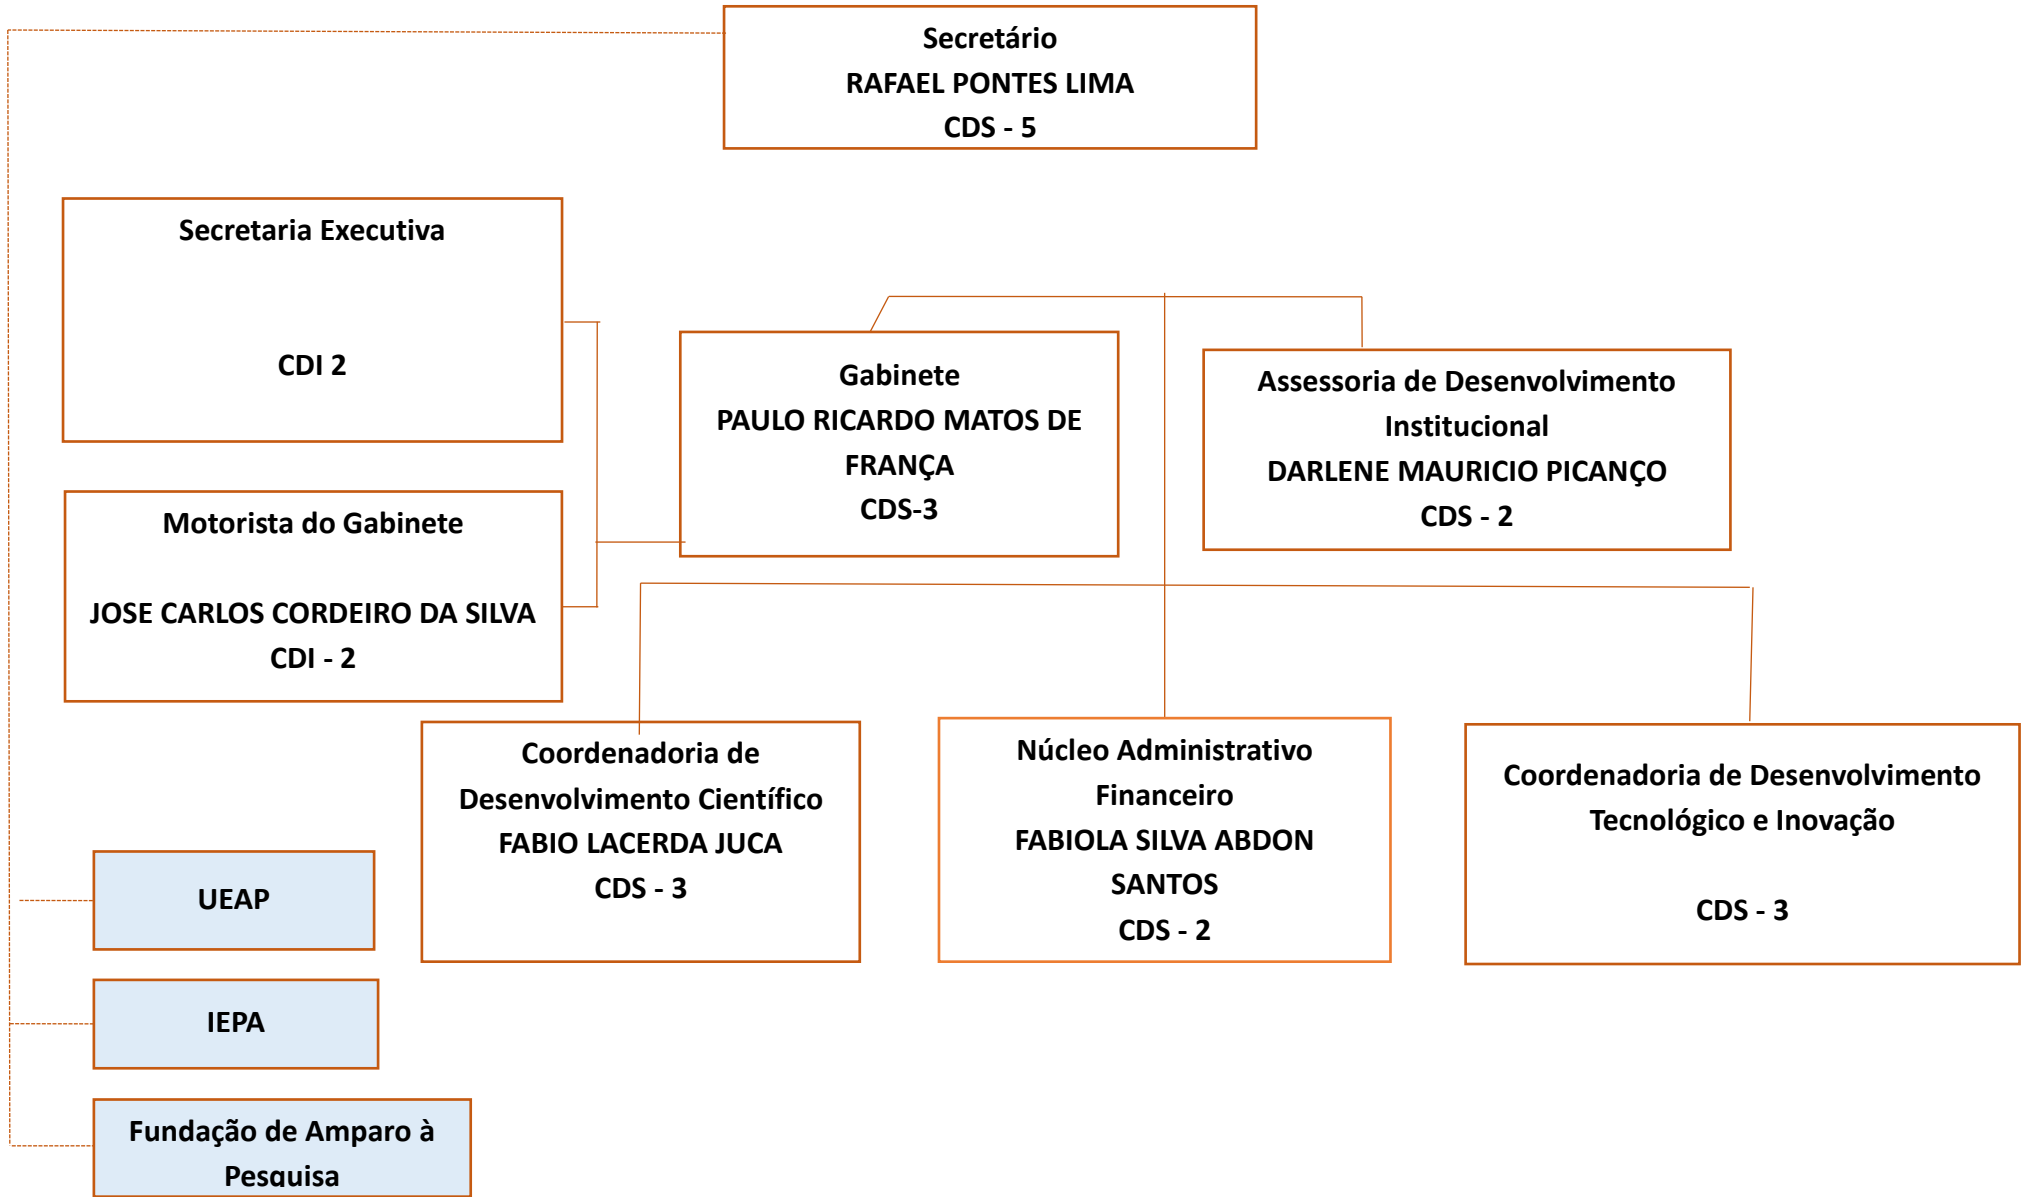 Secretário
RAFAEL PONTES LIMA
CDS - 5
Secretaria Executiva
CDI 2
Gabinete
PAULO RICARDO MATOS DE
FRANÇA
CDS-3
Assessoria de Desenvolvimento
Institucional
DARLENE MAURICIO PICANÇO
CDS - 2
Motorista do Gabinete
JOSE CARLOS CORDEIRO DA SILVA
CDI - 2
Coordenadoria de
Desenvolvimento Científico
FABIO LACERDA JUCA
CDS - 3
Núcleo Administrativo
Financeiro
FABIOLA SILVA ABDON
SANTOS
CDS - 2
Coordenadoria de Desenvolvimento
Tecnológico e Inovação
CDS - 3
UEAP
IEPA
Fundação de Amparo à
Pesquisa